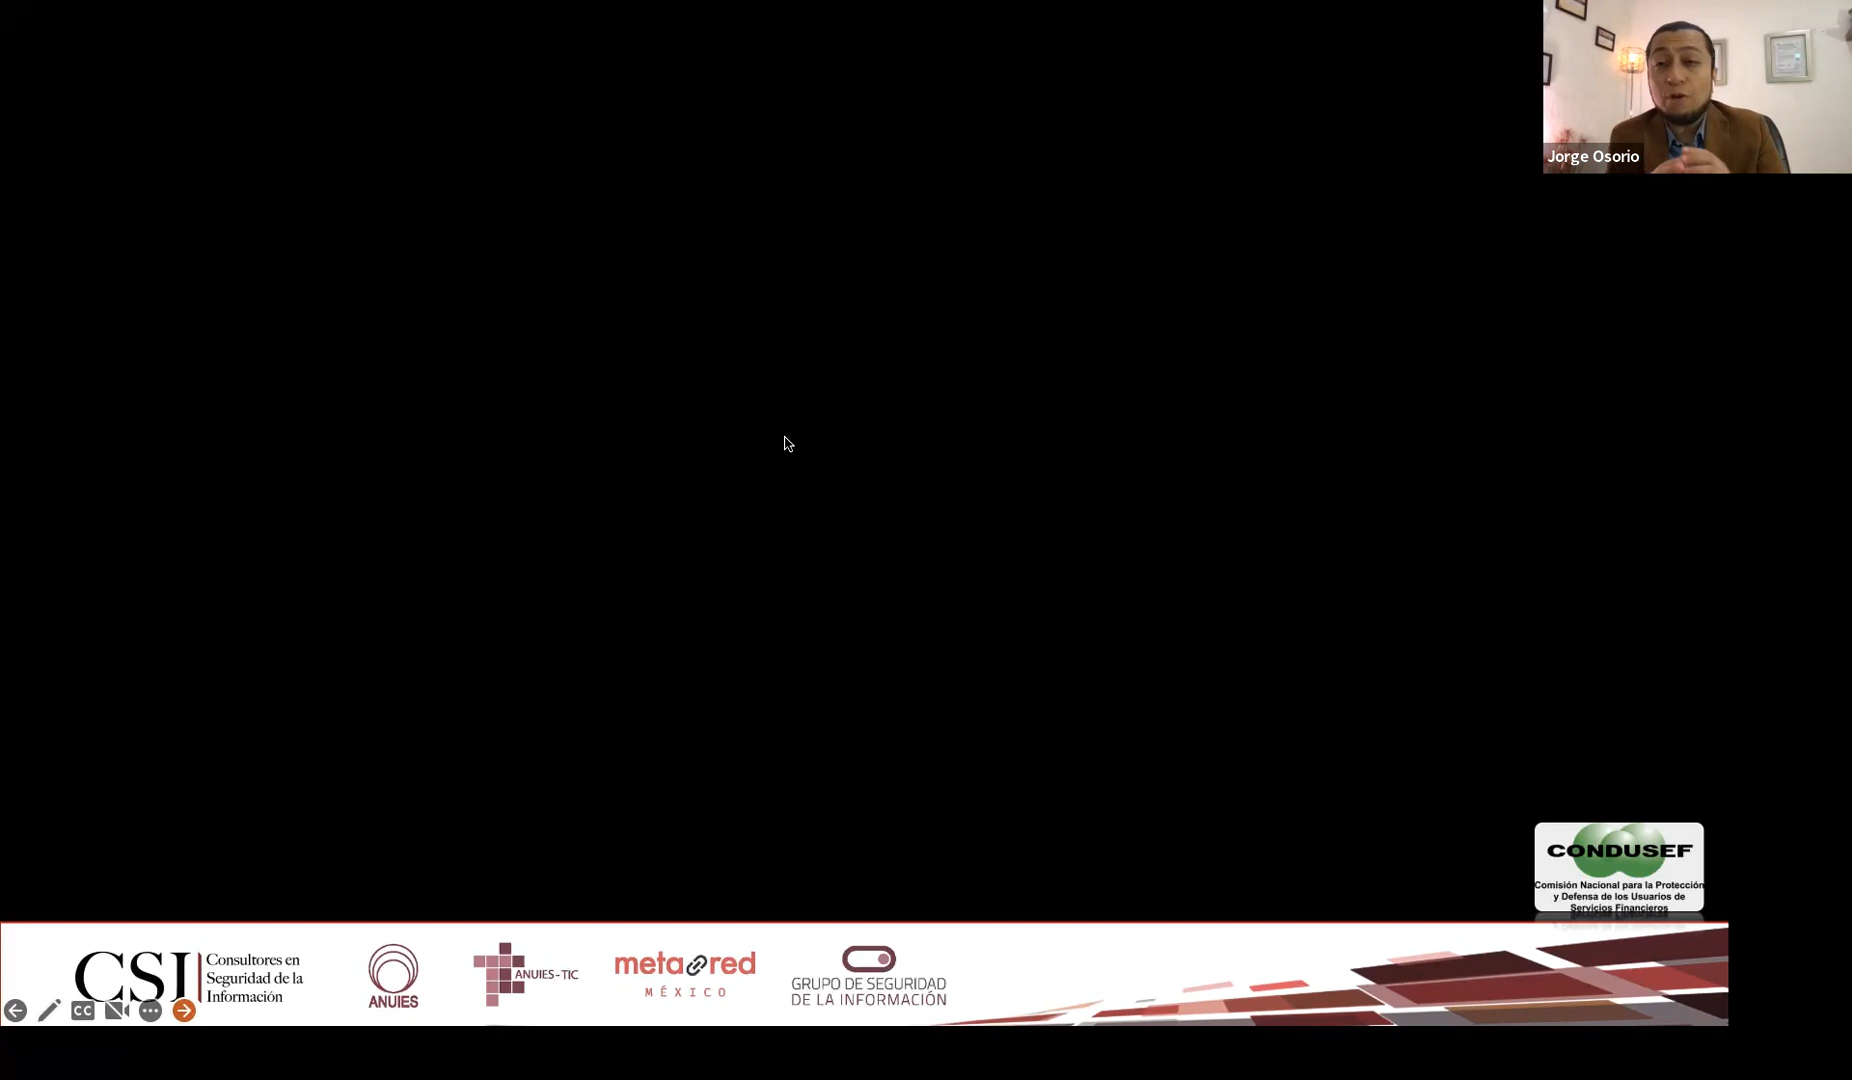 Jorge Osorio
CONDUSEF
Comisión Nacional para la Protección
y Defensa de los Usuarios de
Servicios Financieros
CSI
Consultores en
Seguridad de la
Información
ANUIES
ANUIES-TIC
meta red
MÉXICO
GRUPO DE SEGURIDAD
DE LA INFORMACIÓN
CC